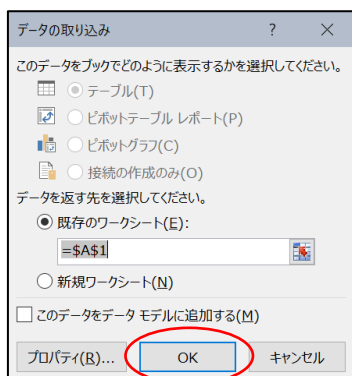 データの取り込み ? ×
このデータをブックでどのように表示するかを選択してください。
テーブル(T)
ピボットテーブル レポート(P)
ピボットグラフ(C)
接続の作成のみ(O)
データを返す先を選択してください。
既存のワークシート(E):
=$A$1
新規ワークシート(N)
このデータをデータ モデルに追加する(M)
プロパティ(R)... OK キャンセル